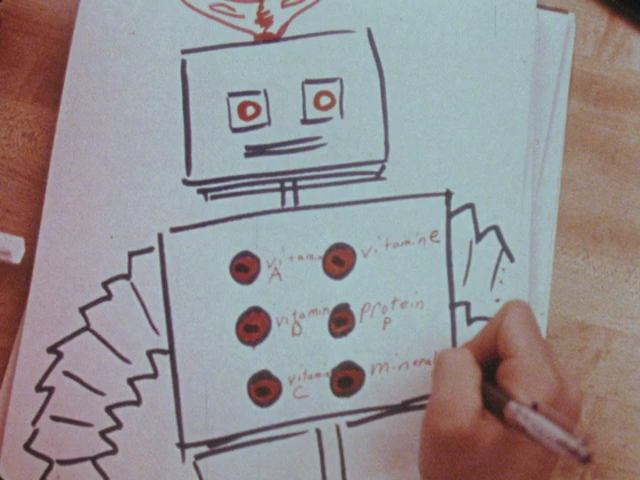 vitamin vitamine
A
vitamin protein
D P
vitamin mineral
C